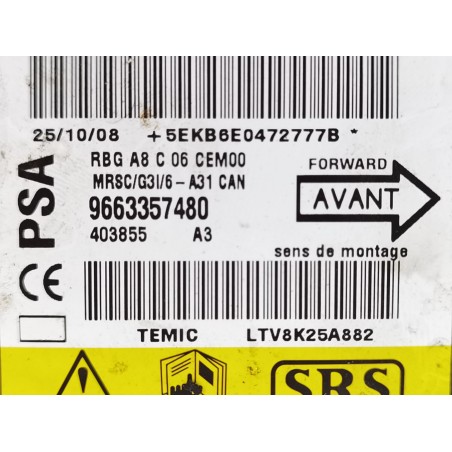 25/10/08 +5EKB6E0472777B *
RBG A8 C 06 CEM00
MRSC/G3I/6-A31 CAN
9663357480
403855 A3
PSA
CE
FORWARD
AVANT
sens de montage
TEMIC LTV8K25A882
SRS